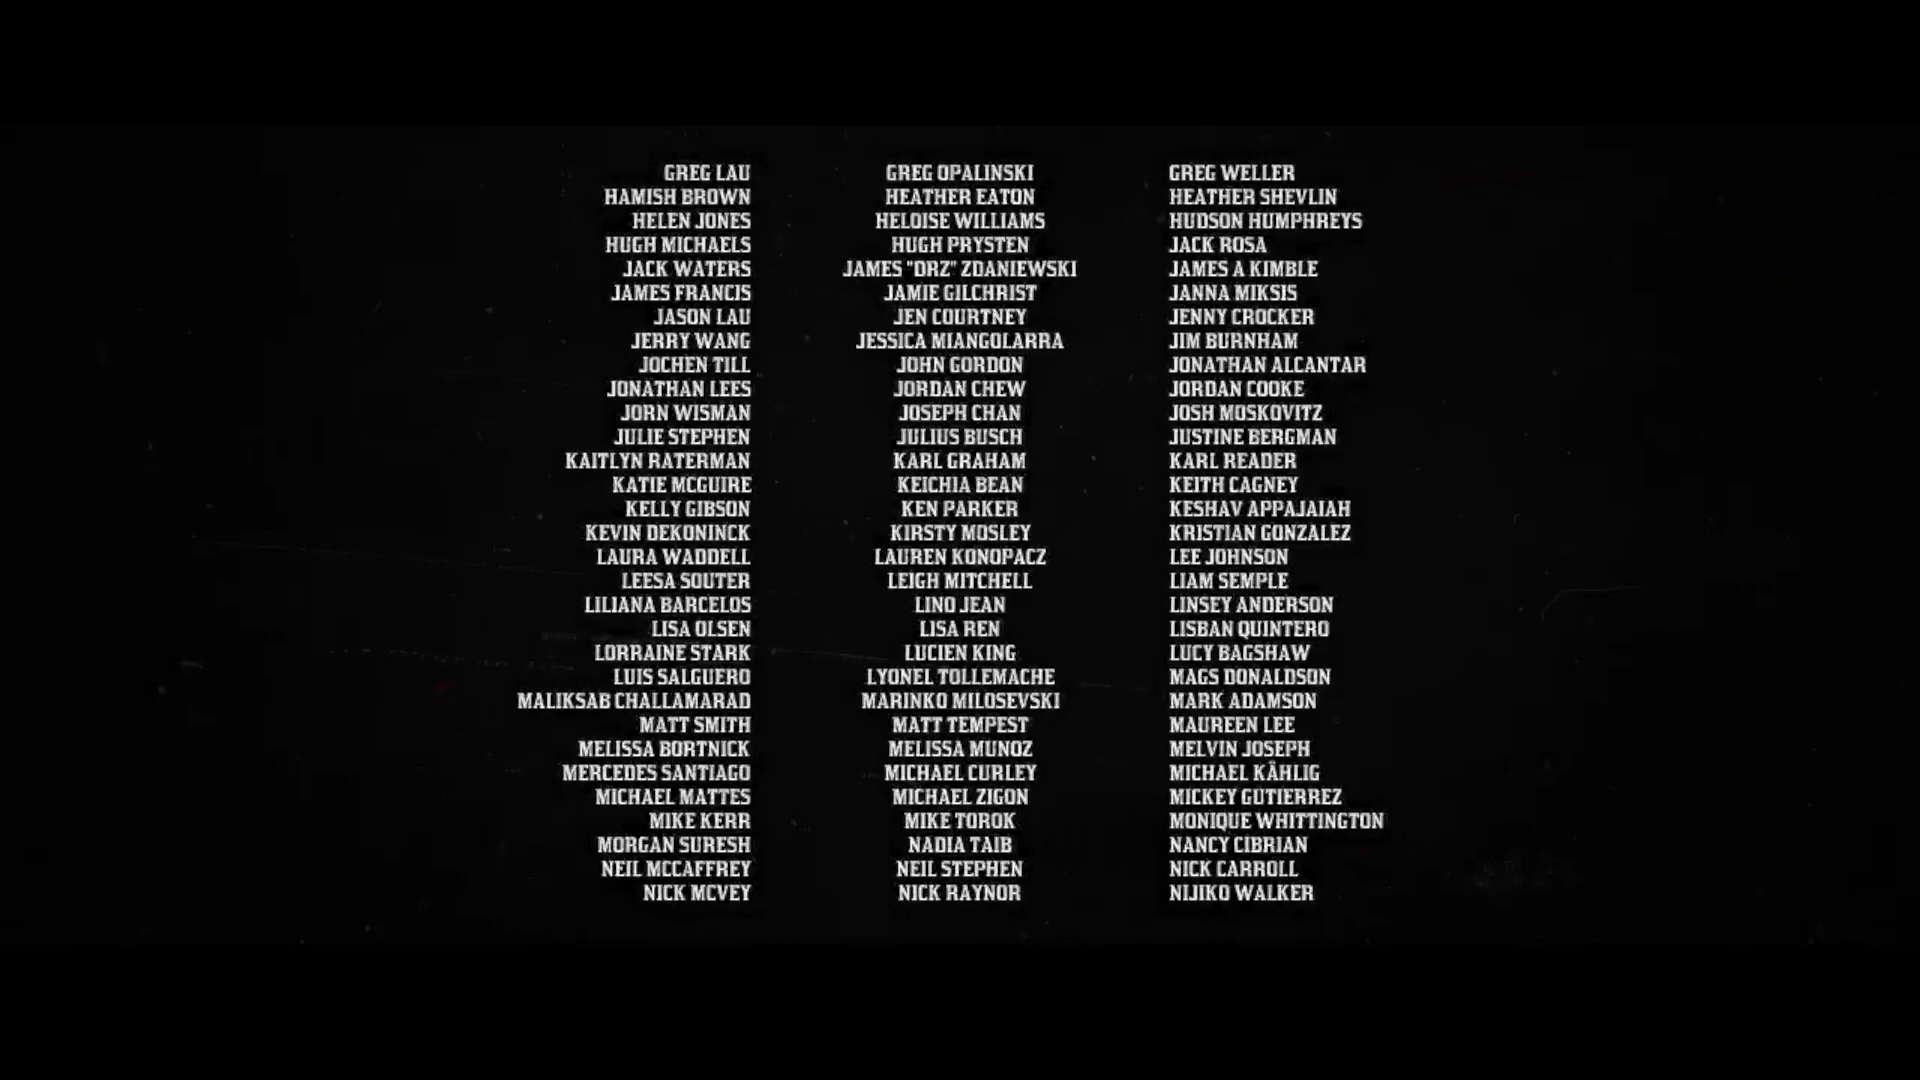 GREG LAU GREG OPALINSKI GREG WELLER
HAMISH BROWN HEATHER EATON HEATHER SHEVLIN
HELEN JONES HELOISE WILLIAMS HUDSON HUMPHREYS
HUGH MICHAELS HUGH PRYSTEN JACK ROSA
JACK WATERS JAMES "DRZ" ZDANIEWSKI JAMES A KIMBLE
JAMES FRANCIS JAMIE GILCHRIST JANNA MIKSIS
JASON LAU JEN COURTNEY JENNY CROCKER
JERRY WANG JESSICA MIANGOLARRA JIM BURNHAM
JOCHEN TILL JOHN GORDON JONATHAN ALCANTAR
JONATHAN LEES JORDAN CHEW JORDAN COOKE
JORN WISMAN JOSEPH CHAN JOSH MOSKOVITZ
JULIE STEPHEN JULIUS BUSCH JUSTINE BERGMAN
KAITLYN RATERMAN KARL GRAHAM KARL READER
KATIE MCGUIRE KEICHIA BEAN KEITH CAGNEY
KELLY GIBSON KEN PARKER KESHAV APPAJAIAH
KEVIN DEKONINCK KIRSTY MOSLEY KRISTIAN GONZALEZ
LAURA WADDELL LAUREN KONOPACZ LEE JOHNSON
LEESA SOUTER LEIGH MITCHELL LIAM SEMPLE
LILIANA BARCELOS LINO JEAN LINSEY ANDERSON
LISA OLSEN LISA REN LISBAN QUINTERO
LORRAINE STARK LUCIEN KING LUCY BAGSHAW
LUIS SALGUERO LYONEL TOLLEMACHE MAGS DONALDSON
MALIKSAB CHALLAMARAD MARINKO MILOSEVSKI MARK ADAMSON
MATT SMITH MATT TEMPEST MAUREEN LEE
MELISSA BORTNICK MELISSA MUNOZ MELVIN JOSEPH
MERCEDES SANTIAGO MICHAEL CURLEY MICHAEL KÄHLIG
MICHAEL MATTES MICHAEL ZIGON MICKEY GUTIERREZ
MIKE KERR MIKE TOROK MONIQUE WHITTINGTON
MORGAN SURESH NADIA TAIB NANCY CIBRIAN
NEIL MCCAFFREY NEIL STEPHEN NICK CARROLL
NICK MCVEY NICK RAYNOR NIJIKO WALKER